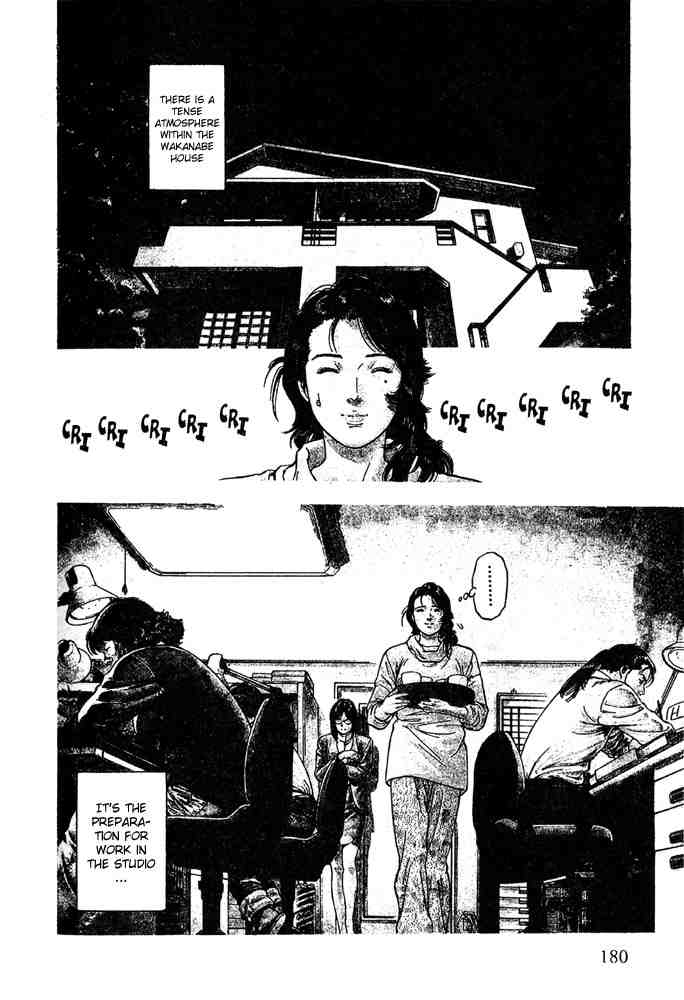 THERE IS A
TENSE
ATMOSPHERE
WITHIN THE
WAKANABE
HOUSE
CRI CRI CRI CRI CRI
CRI CRI CRI CRI CRI
.......
IT'S THE
PREPARA-
TION FOR
WORK IN
THE STUDIO
...
180